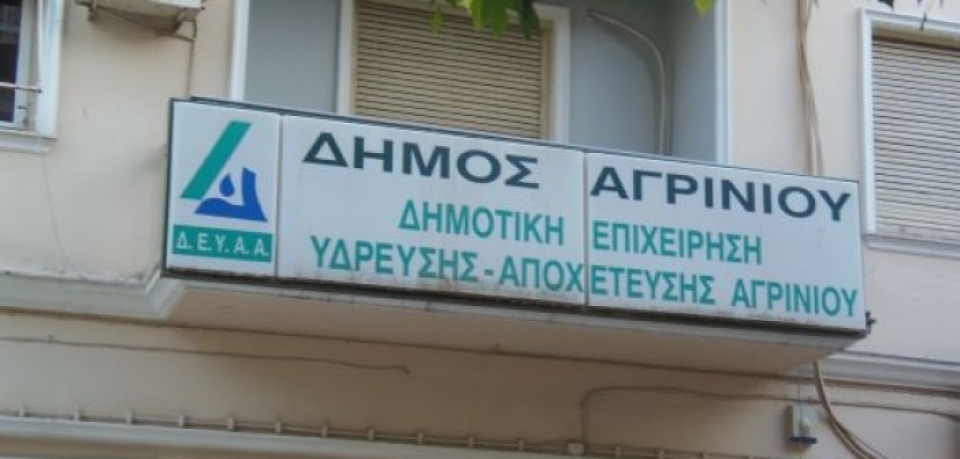 ΔΗΜΟΣ ΑΓΡΙΝΙΟΥ
ΔΗΜΟΤΙΚΗ ΕΠΙΧΕΙΡΗΣΗ
ΥΔΡΕΥΣΗΣ - ΑΠΟΧΕΤΕΥΣΗΣ ΑΓΡΙΝΙΟΥ
Δ.Ε.Υ.Α.Α.